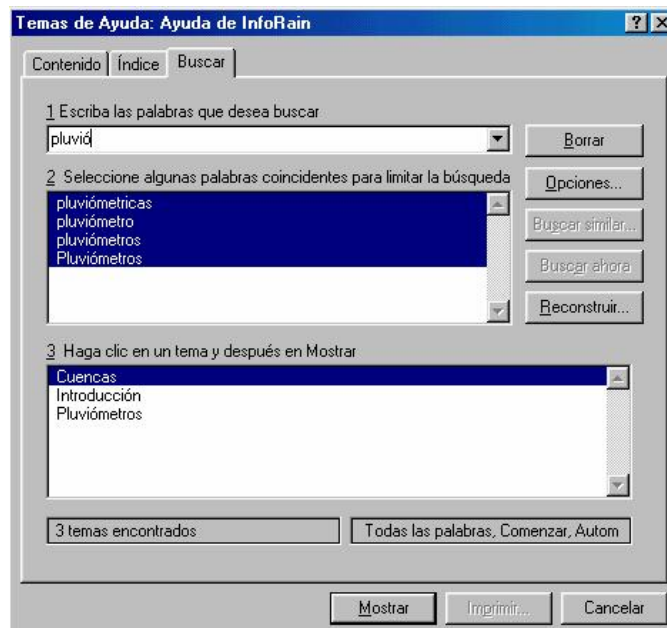 Temas de Ayuda: Ayuda de InfoRain
Contenido Índice Buscar
1 Escriba las palabras que desea buscar
pluvió
Borrar
2 Seleccione algunas palabras coincidentes para limitar la búsqueda
Opciones...
pluviómetricas
pluviómetro
pluviómetros
Pluviómetros
Buscar similar...
Buscar ahora
Reconstruir...
3 Haga clic en un tema y después en Mostrar
Cuencas
Introducción
Pluviómetros
3 temas encontrados
Todas las palabras, Comenzar, Autom
Mostrar Imprimir... Cancelar